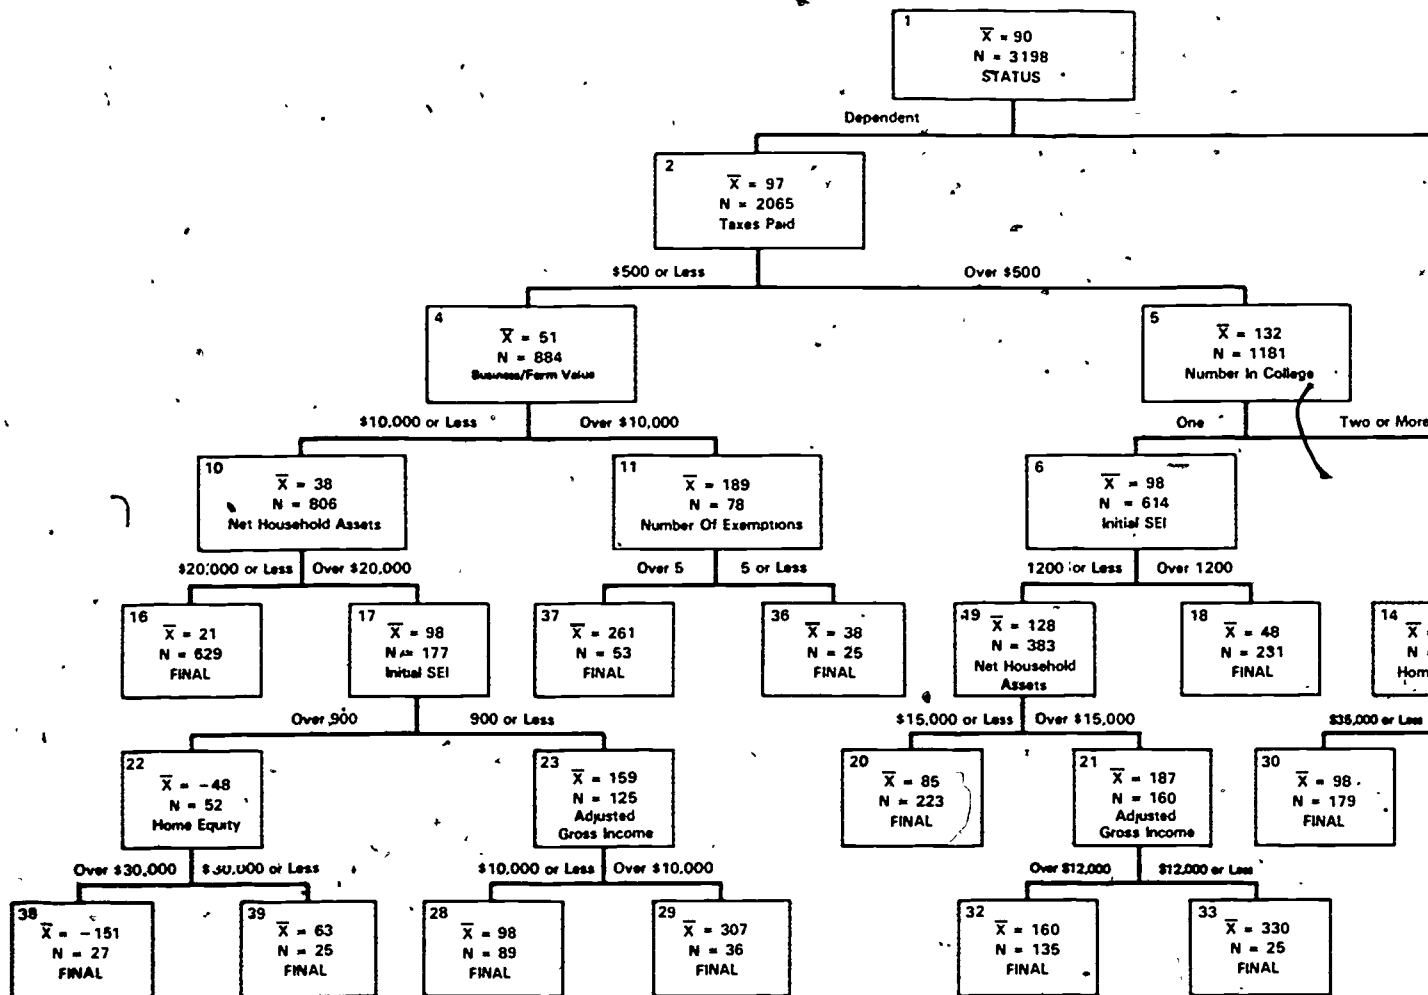 1
X̅ = 90
N = 3198
STATUS
Dependent
2
X̅ = 97
N = 2065
Taxes Paid
$500 or Less
Over $500
4
X̅ = 51
N = 884
Business/Farm Value
5
X̅ = 132
N = 1181
Number In College
$10,000 or Less
Over $10,000
One
Two or More
10
X̅ = 38
N = 806
Net Household Assets
11
X̅ = 189
N = 78
Number Of Exemptions
6
X̅ = 98
N = 614
Initial SEI
$20,000 or Less
Over $20,000
Over 5
5 or Less
1200 or Less
Over 1200
16
X̅ = 21
N = 629
FINAL
17
X̅ = 98
N = 177
Initial SEI
37
X̅ = 261
N = 53
FINAL
36
X̅ = 38
N = 25
FINAL
19
X̅ = 128
N = 383
Net Household
Assets
18
X̅ = 48
N = 231
FINAL
14
X̅ =
N =
Hom
Over 900
900 or Less
$15,000 or Less
Over $15,000
$35,000 or Less
22
X̅ = -48
N = 52
Home Equity
23
X̅ = 159
N = 125
Adjusted
Gross Income
20
X̅ = 85
N = 223
FINAL
21
X̅ = 187
N = 160
Adjusted
Gross Income
30
X̅ = 98
N = 179
FINAL
Over $30,000
$30,000 or Less
$10,000 or Less
Over $10,000
Over $12,000
$12,000 or Less
38
X̅ = -151
N = 27
FINAL
39
X̅ = 63
N = 25
FINAL
28
X̅ = 98
N = 89
FINAL
29
X̅ = 307
N = 36
FINAL
32
X̅ = 160
N = 135
FINAL
33
X̅ = 330
N = 25
FINAL